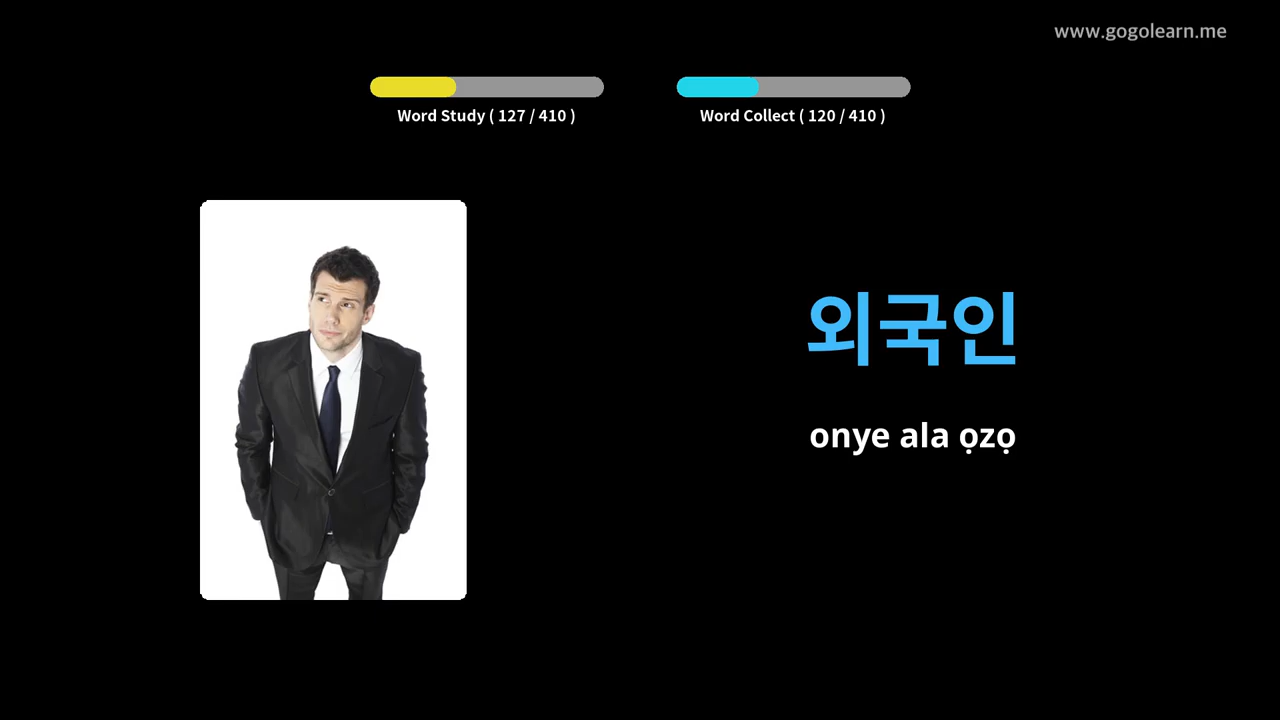 www.gogolearn.me
Word Study ( 127 / 410 )
Word Collect ( 120 / 410 )
외국인
onye ala ọzọ